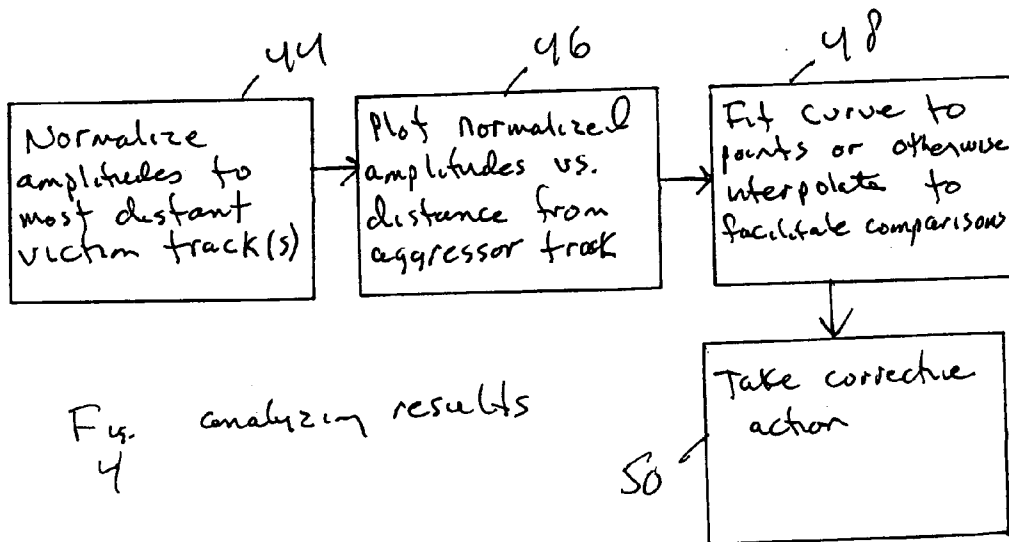 44
Normalize
amplitudes to
most distant
victim track(s)
46
Plot normalized
amplitudes vs.
distance from
aggressor track
48
Fit curve to
points or otherwise
interpolate to
facilitate comparisons
50
Take corrective
action
Fig. analyzing results
4